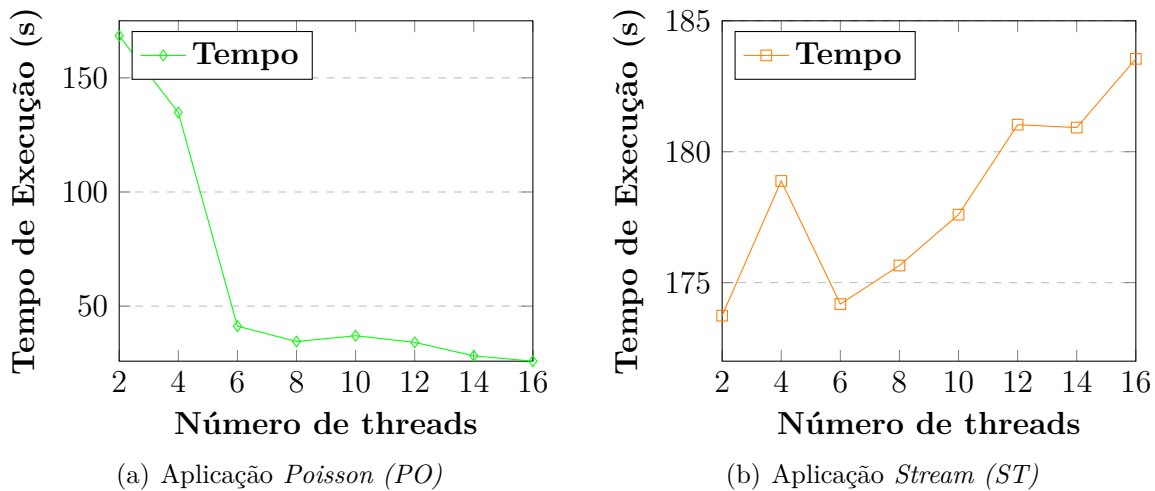 Tempo de Execução (s)
150
100
50
Tempo
2 4 6 8 10 12 14 16
Número de threads
(a) Aplicação Poisson (PO)
Tempo de Execução (s)
185
180
175
Tempo
2 4 6 8 10 12 14 16
Número de threads
(b) Aplicação Stream (ST)